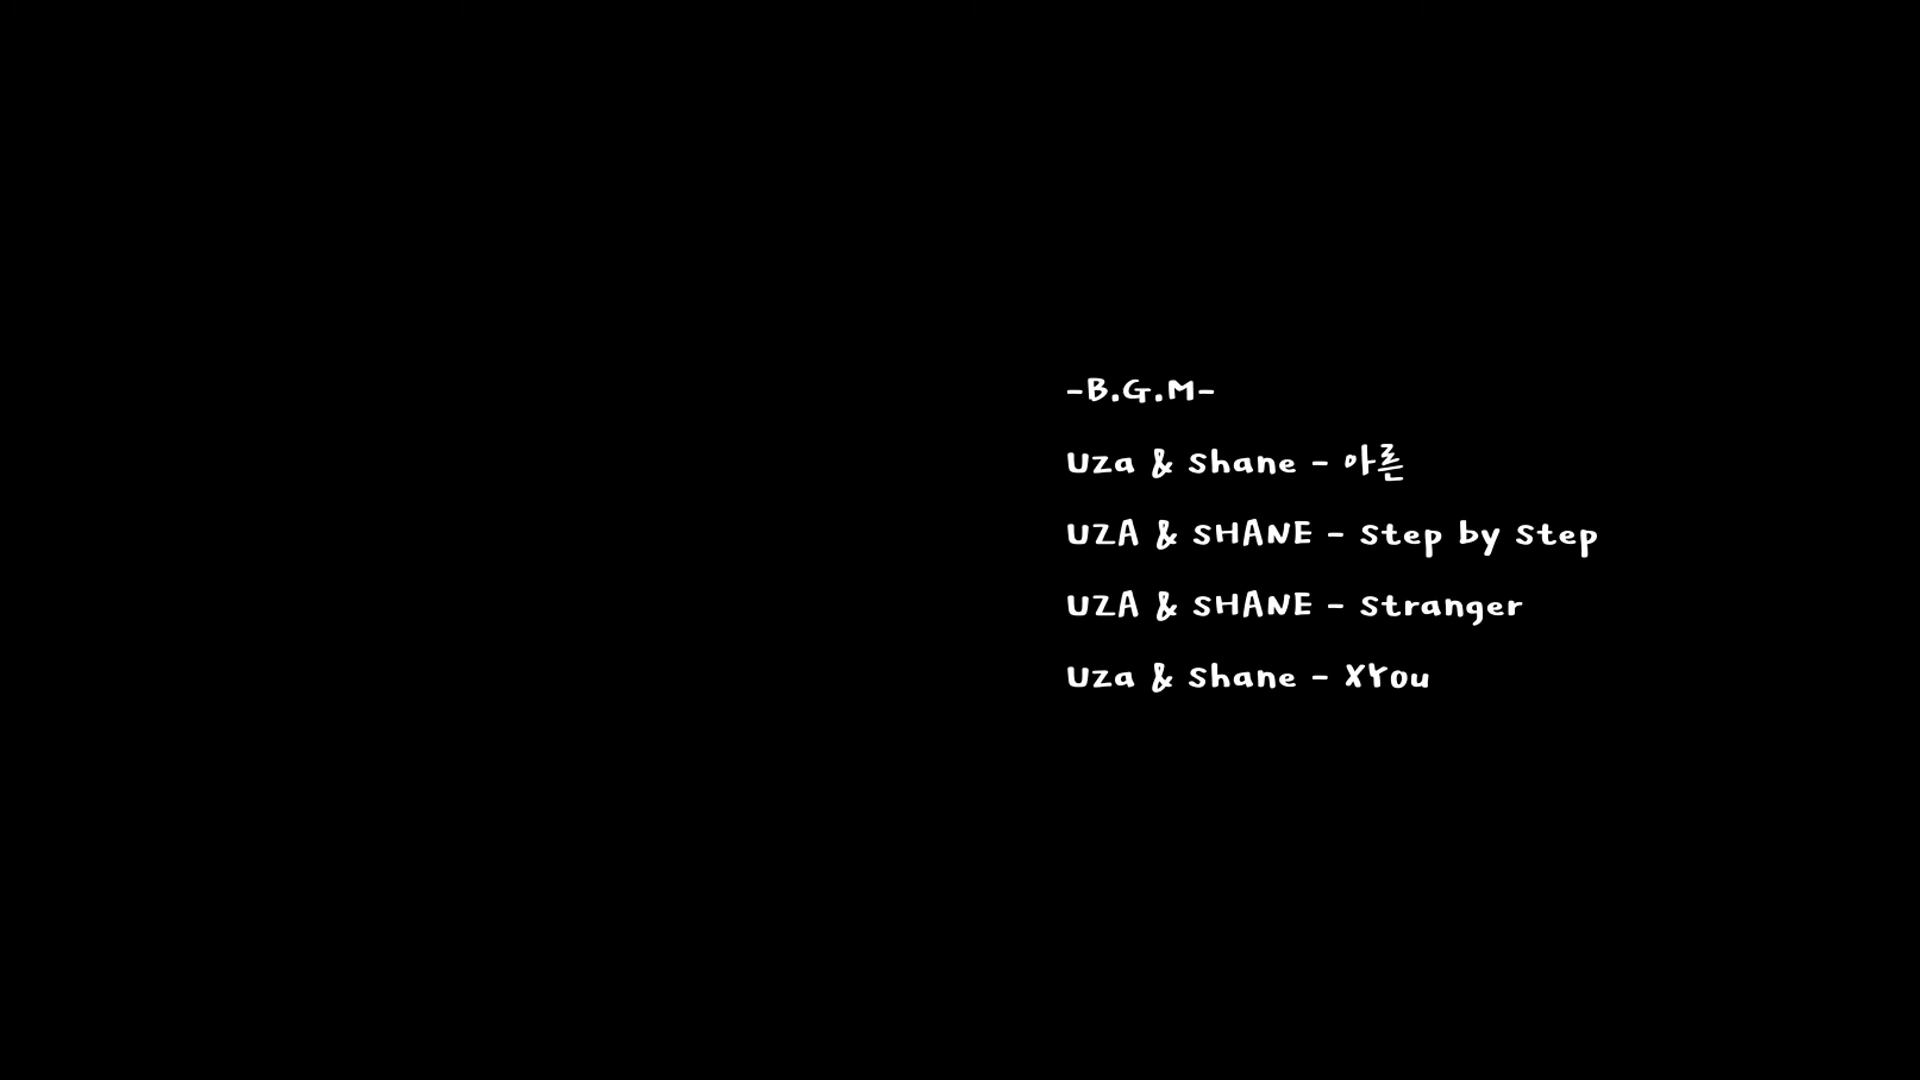 -B.G.M-
Uza & Shane - 아른
UZA & SHANE - Step by Step
UZA & SHANE - Stranger
Uza & Shane - XYou